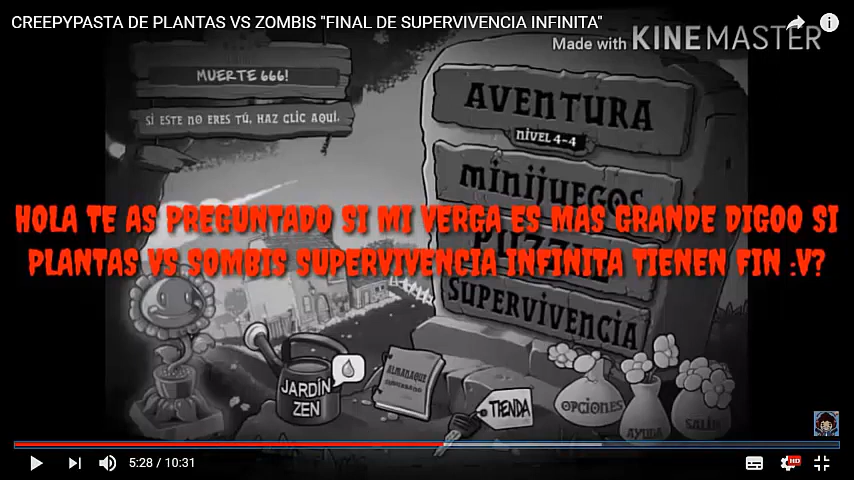 CREEPYPASTA DE PLANTAS VS ZOMBIS "FINAL DE SUPERVIVENCIA INFINITA"
Made with KINEMASTER
MUERTE 666!
SI ESTE NO ERES TÚ, HAZ CLIC AQUÍ.
AVENTURA
NIVEL 4-4
MINIJUEGOS
HOLA TE AS PREGUNTADO SI MI VERGA ES MAS GRANDE DIGOO SI
PLANTAS VS SOMBIS SUPERVIVENCIA INFINITA TIENEN FIN :V?
SUPERVIVENCIA
JARDÍN
ZEN
ALMANAQUE
TIENDA
OPCIONES
AYUDA
SALIR
5:28 / 10:31
HD